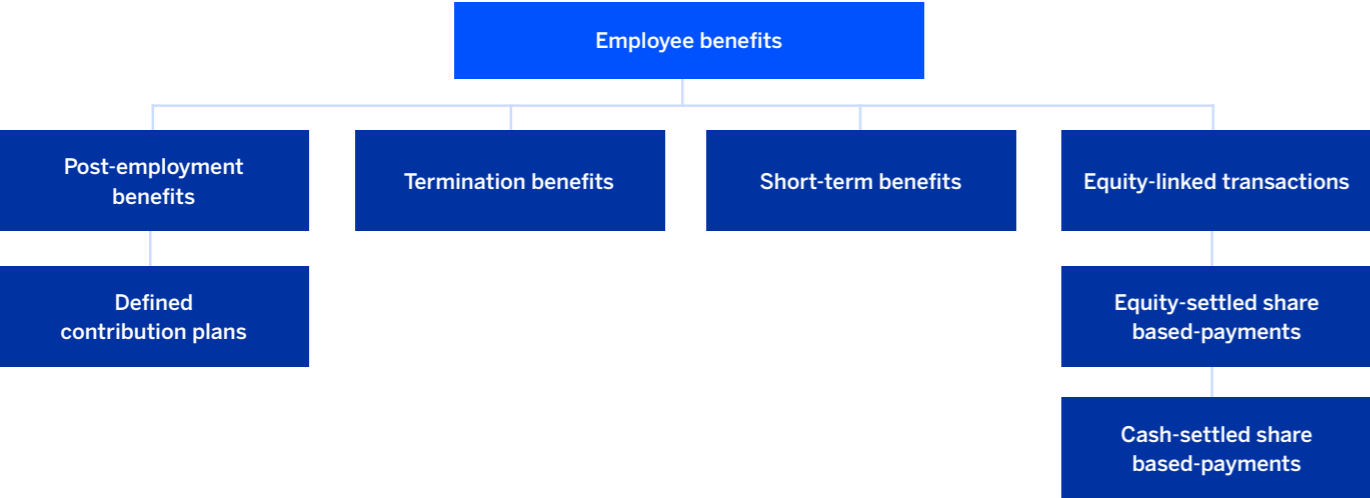 Employee benefits
Post-employment
benefits
Termination benefits
Short-term benefits
Equity-linked transactions
Defined
contribution plans
Equity-settled share
based-payments
Cash-settled share
based-payments